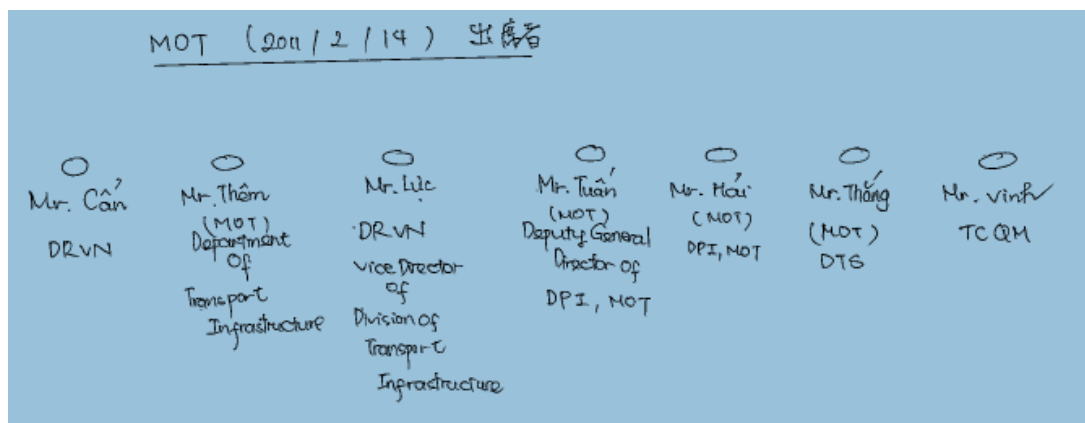 MOT (2011/2/14) 出席者
Mr. Cẩn
DRVN
Mr. Thêm
(MOT)
Department
Of
Transport
Infrastructure
Mr. Lực
DRVN
Vice Director
of
Division of
Transport
Infrastructure
Mr. Tuấn
(MOT)
Deputy General
Director of
DPI, MOT
Mr. Hải
(MOT)
DPI, MOT
Mr. Thắng
(MOT)
DTS
Mr. Vinh
TCQM